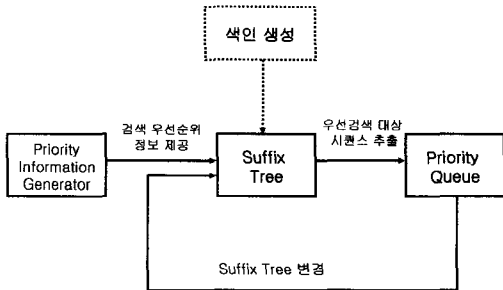 색인 생성
검색 우선순위
정보 제공
우선검색 대상
시퀀스 추출
Priority
Information
Generator
Suffix
Tree
Priority
Queue
Suffix Tree 변경